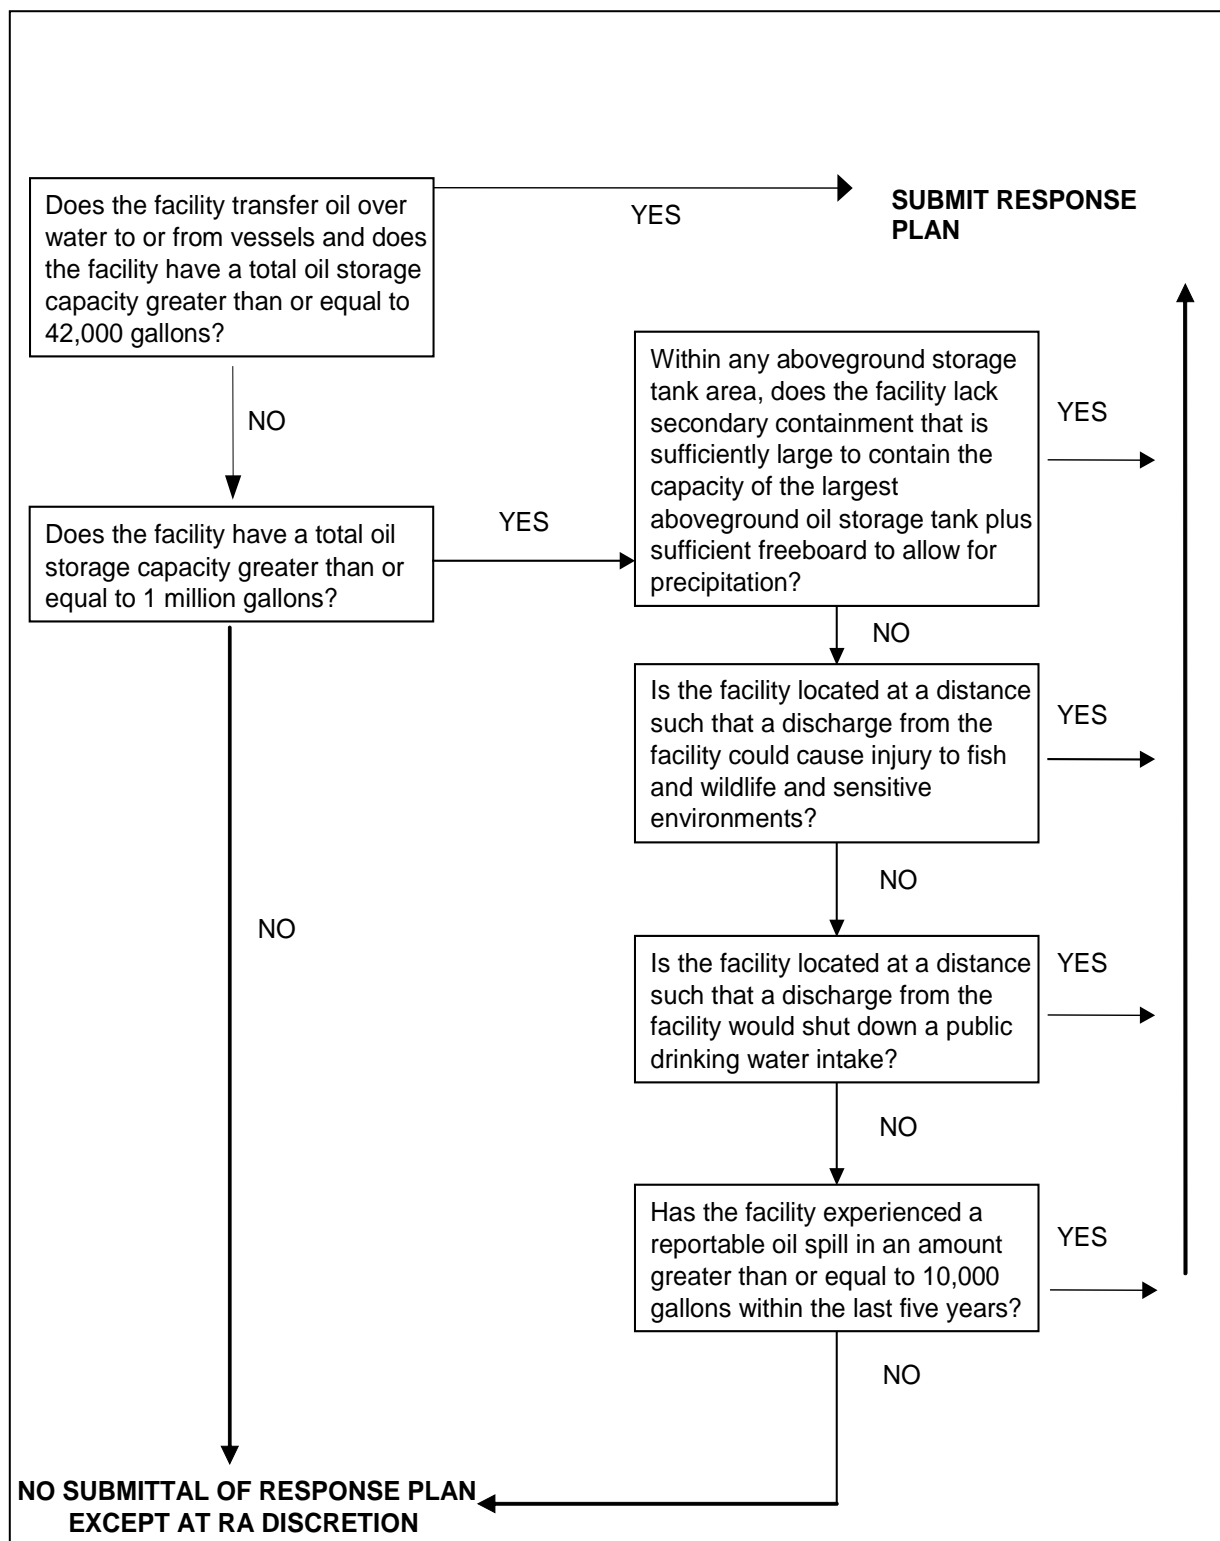 Does the facility transfer oil over
water to or from vessels and does
the facility have a total oil storage
capacity greater than or equal to
42,000 gallons?
YES
SUBMIT RESPONSE
PLAN
NO
Does the facility have a total oil
storage capacity greater than or
equal to 1 million gallons?
YES
Within any aboveground storage
tank area, does the facility lack
secondary containment that is
sufficiently large to contain the
capacity of the largest
aboveground oil storage tank plus
sufficient freeboard to allow for
precipitation?
YES
NO
Is the facility located at a distance
such that a discharge from the
facility could cause injury to fish
and wildlife and sensitive
environments?
YES
NO
Is the facility located at a distance
such that a discharge from the
facility would shut down a public
drinking water intake?
YES
NO
Has the facility experienced a
reportable oil spill in an amount
greater than or equal to 10,000
gallons within the last five years?
YES
NO
NO
NO SUBMITTAL OF RESPONSE PLAN
EXCEPT AT RA DISCRETION